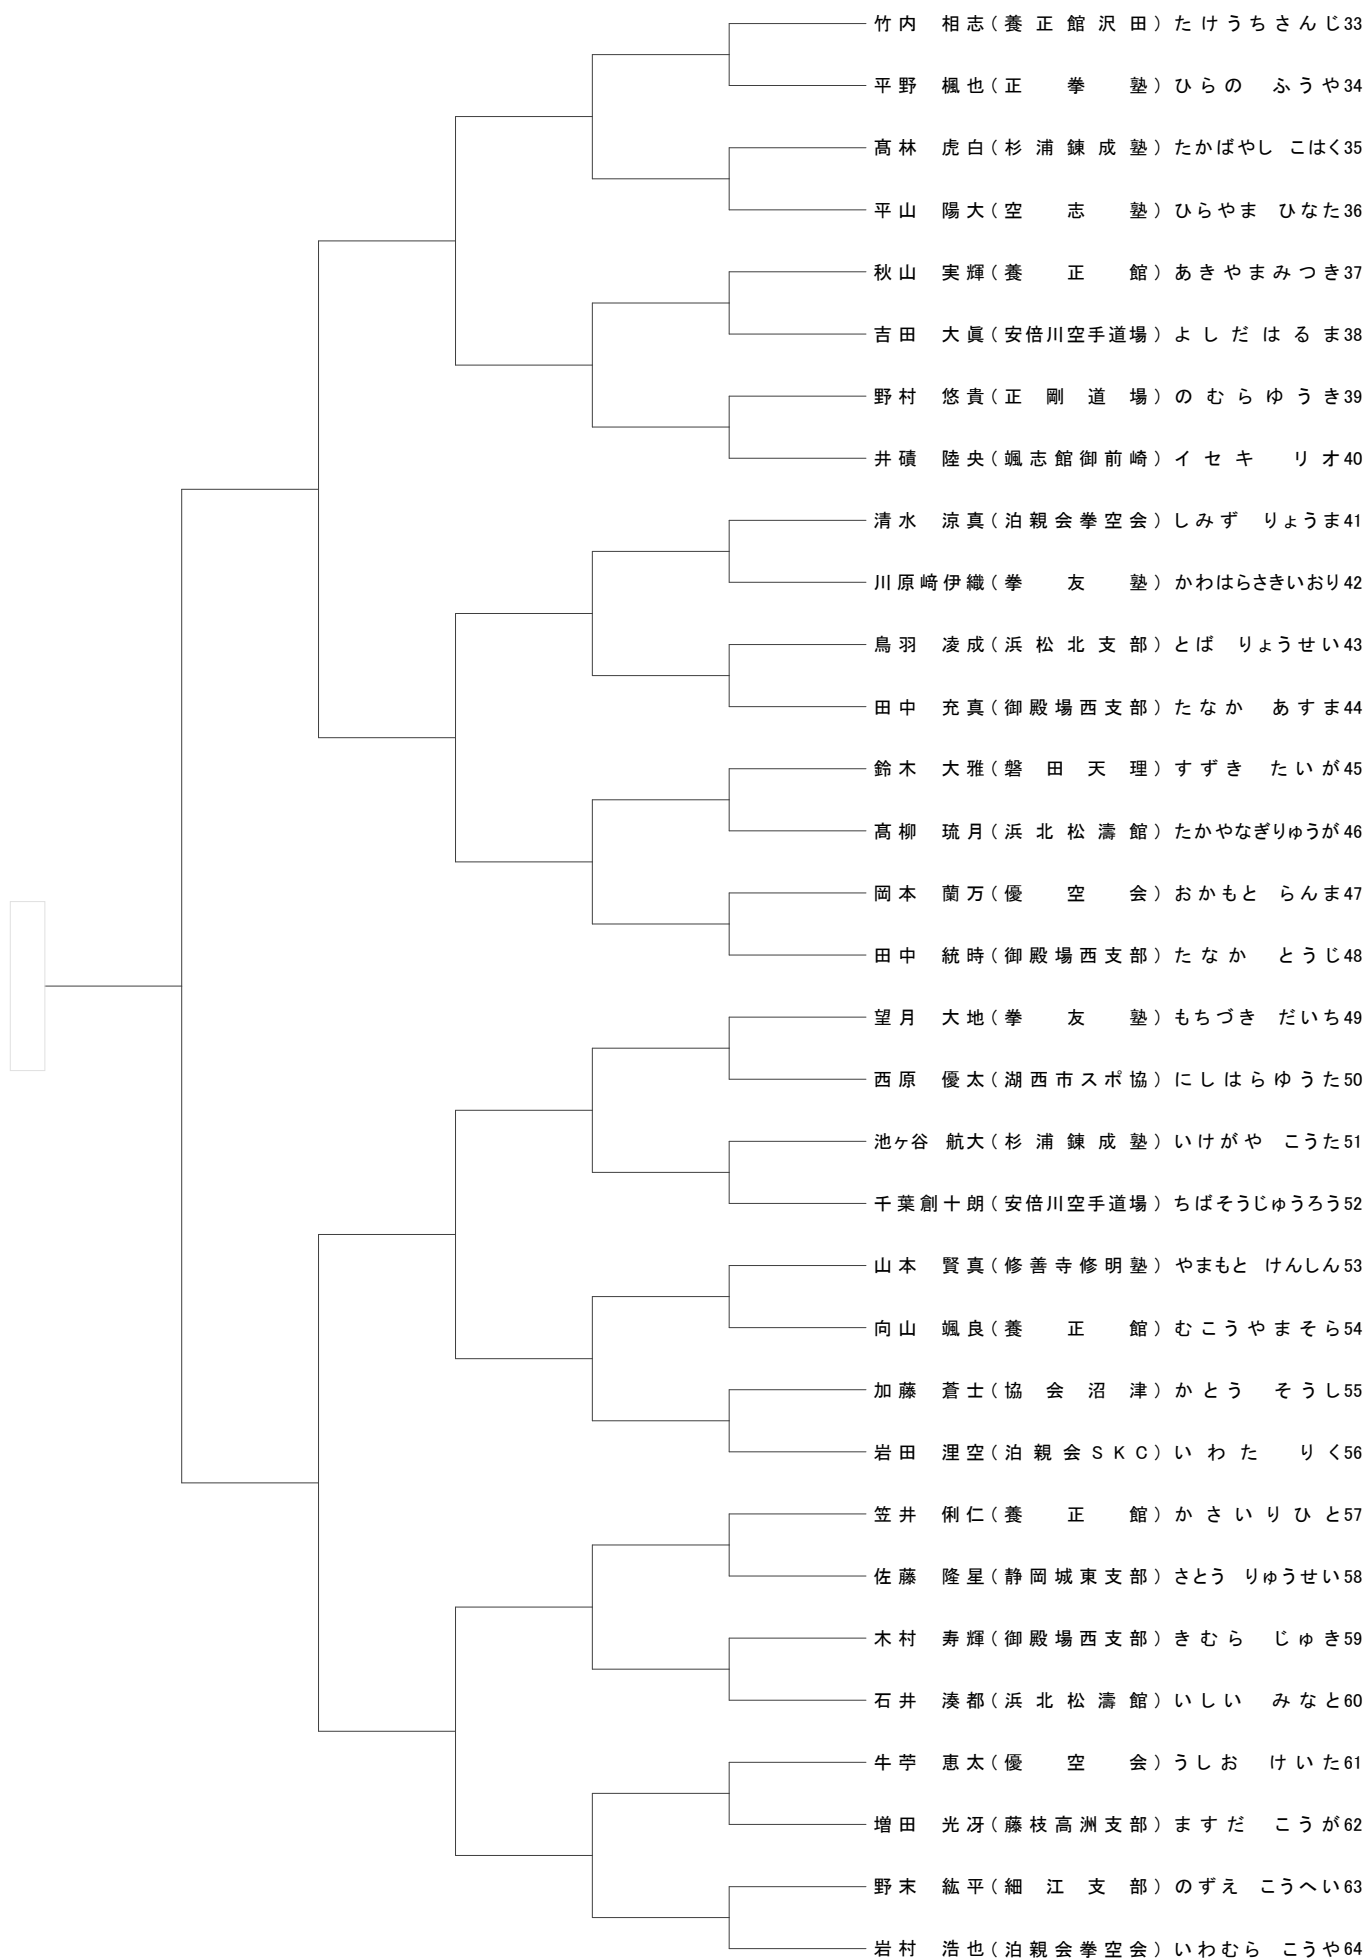 竹内 相志(養正館沢田)たけうちさんじ33
平野 楓也(正拳塾)ひらの ふうや34
髙林 虎白(杉浦錬成塾)たかばやし こはく35
平山 陽大(空志塾)ひらやま ひなた36
秋山 実輝(養正館)あきやまみつき37
吉田 大眞(安倍川空手道場)よしだはるま38
野村 悠貴(正剛道場)のむらゆうき39
井磧 陸央(颯志館御前崎)イセキ リオ40
清水 涼真(泊親会拳空会)しみず りょうま41
川原﨑伊織(拳友塾)かわはらさきいおり42
鳥羽 凌成(浜松北支部)とば りょうせい43
田中 充真(御殿場西支部)たなか あすま44
鈴木 大雅(磐田天理)すずき たいが45
髙柳 琉月(浜北松濤館)たかやなぎりゅうが46
岡本 蘭万(優空会)おかもと らんま47
田中 統時(御殿場西支部)たなか とうじ48
望月 大地(拳友塾)もちづき だいち49
西原 優太(湖西市スポ協)にしはらゆうた50
池ヶ谷 航大(杉浦錬成塾)いけがや こうた51
千葉創十朗(安倍川空手道場)ちばそうじゅうろう52
山本 賢真(修善寺修明塾)やまもと けんしん53
向山 颯良(養正館)むこうやまそら54
加藤 蒼士(協会沼津)かとう そうし55
岩田 浬空(泊親会SKC)いわた りく56
笠井 俐仁(養正館)かさいりひと57
佐藤 隆星(静岡城東支部)さとう りゅうせい58
木村 寿輝(御殿場西支部)きむら じゅき59
石井 湊都(浜北松濤館)いしい みなと60
牛苧 恵太(優空会)うしお けいた61
増田 光冴(藤枝高洲支部)ますだ こうが62
野末 紘平(細江支部)のずえ こうへい63
岩村 浩也(泊親会拳空会)いわむら こうや64